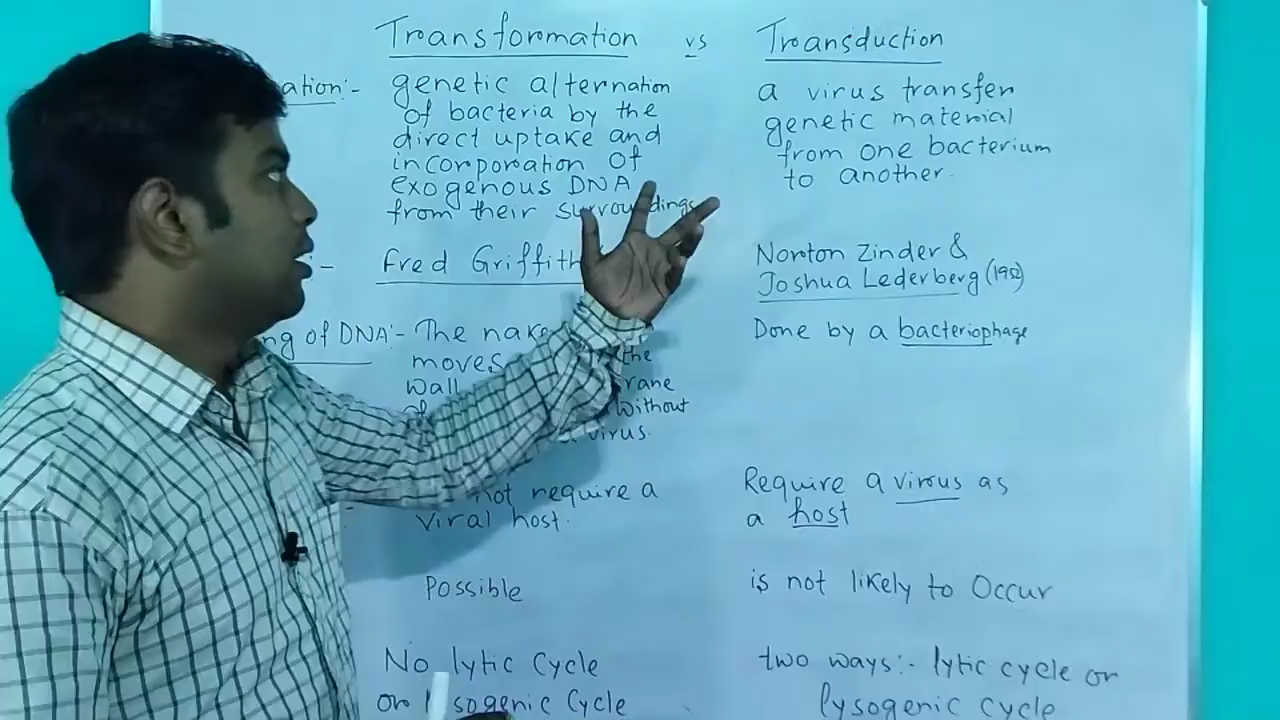 Transformation vs Transduction
ation:- genetic alternation
of bacteria by the
direct uptake and
incorporation of
exogenous DNA
from their surroundings
a virus transfer
genetic material
from one bacterium
to another.
:- Fred Griffith
Norton Zinder &
Joshua Lederberg (1952)
ng of DNA:- The nake
moves the
wall rane
of without
virus.
Done by a bacteriophage
not require a
viral host.
Require a virus as
a host
Possible
is not likely to Occur
No lytic Cycle
or lysogenic Cycle
two ways:- lytic cycle or
lysogenic cycle